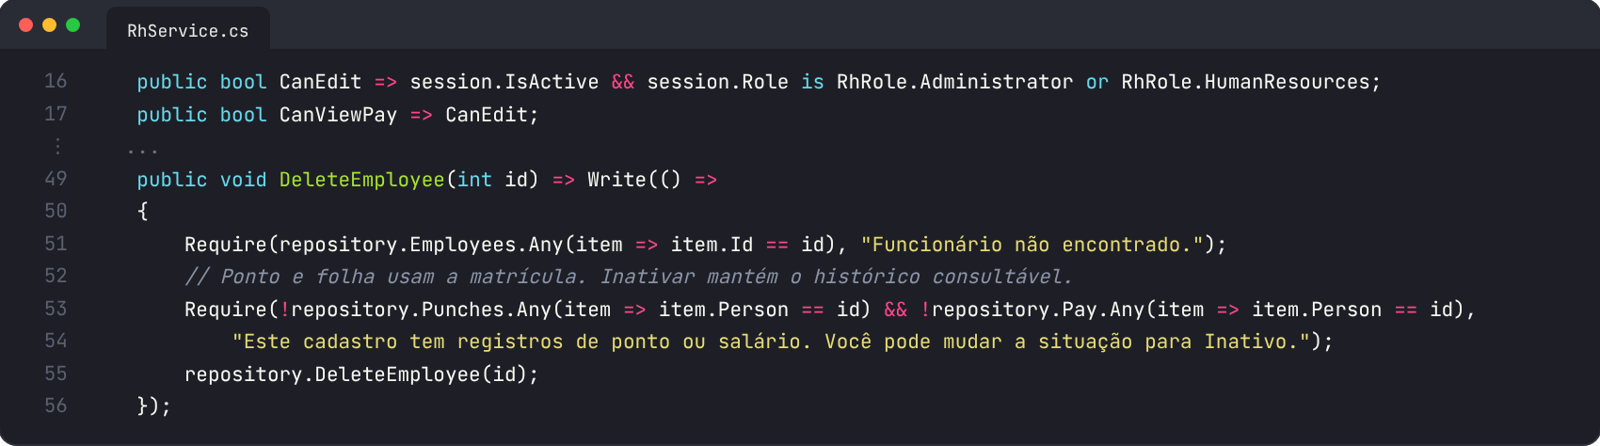 RhService.cs
16 public bool CanEdit => session.IsActive && session.Role is RhRole.Administrator or RhRole.HumanResources;
17 public bool CanViewPay => CanEdit;
⋮ ...
49 public void DeleteEmployee(int id) => Write(() =>
50 {
51 Require(repository.Employees.Any(item => item.Id == id), "Funcionário não encontrado.");
52 // Ponto e folha usam a matrícula. Inativar mantém o histórico consultável.
53 Require(!repository.Punches.Any(item => item.Person == id) && !repository.Pay.Any(item => item.Person == id),
54 "Este cadastro tem registros de ponto ou salário. Você pode mudar a situação para Inativo.");
55 repository.DeleteEmployee(id);
56 });